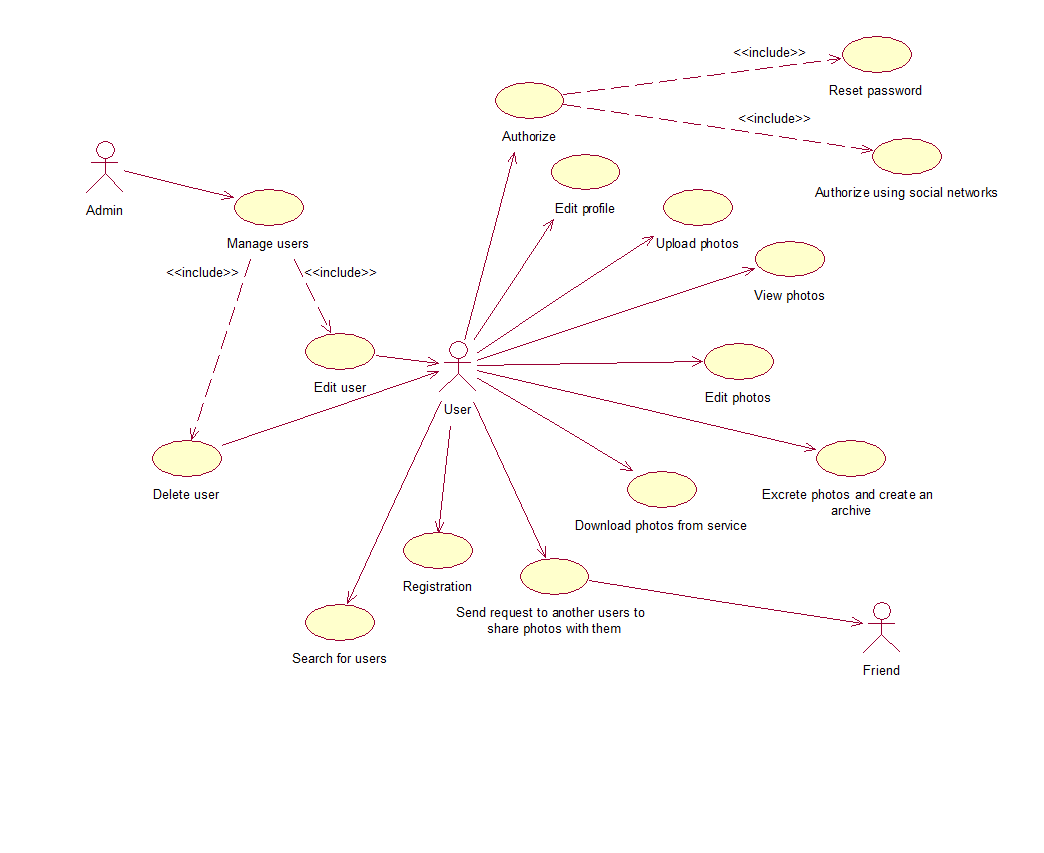 <<include>>
Reset password
<<include>>
Authorize
Authorize using social networks
Admin
Edit profile
Manage users
Upload photos
<<include>>
<<include>>
View photos
Edit user
Edit photos
User
Delete user
Excrete photos and create an
archive
Download photos from service
Registration
Send request to another users to
share photos with them
Search for users
Friend